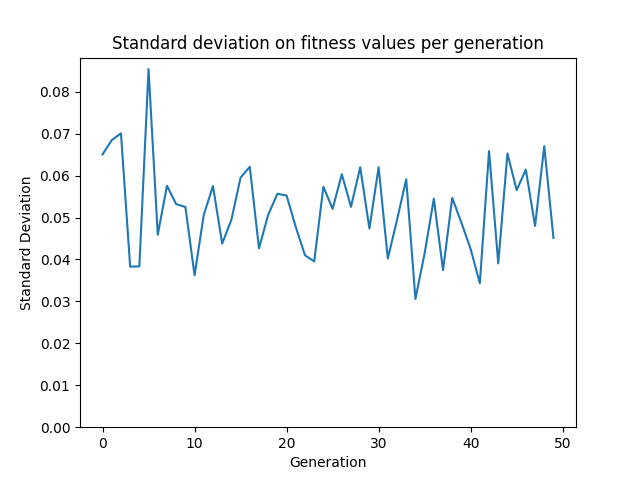 Standard deviation on fitness values per generation
0.08
0.07
0.06
0.05
0.04
0.03
0.02
0.01
0.00
Standard Deviation
0 10 20 30 40 50
Generation